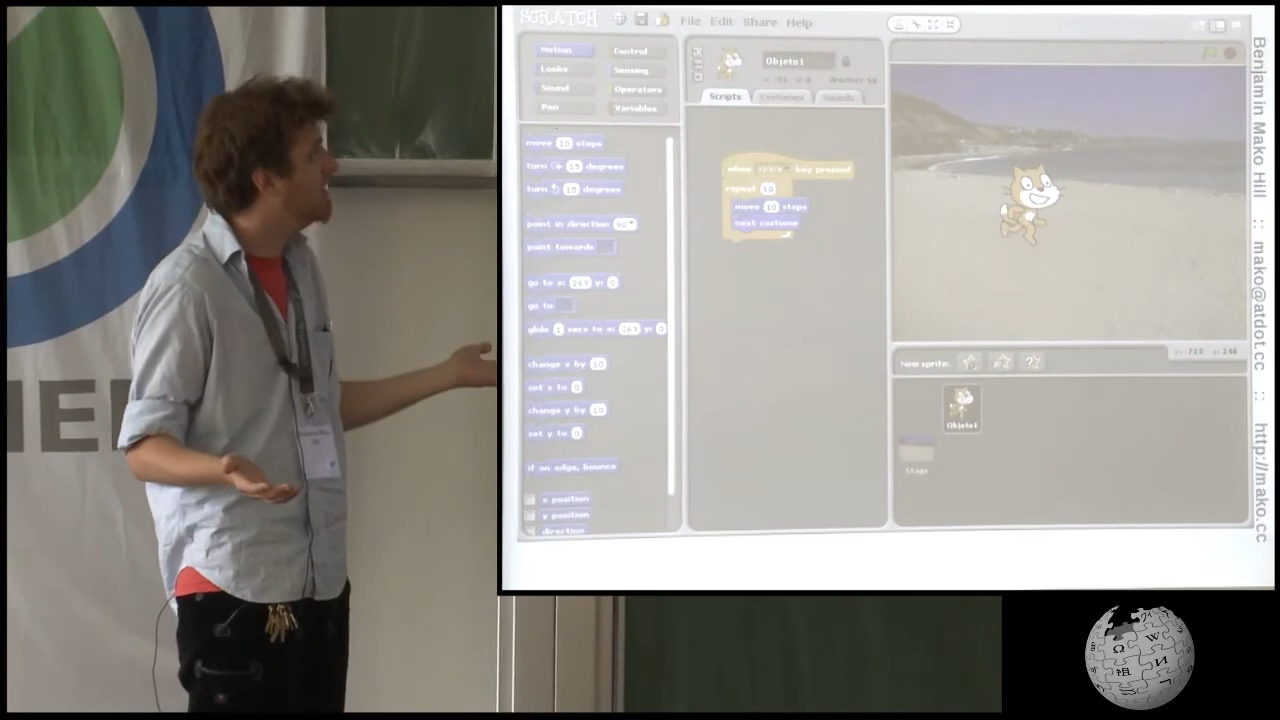 SCRATCH
File Edit Share Help
Motion Control
Looks Sensing
Sound Operators
Pen Variables
Objeto1
Scripts Costumes Sounds
move 10 steps
turn 15 degrees
turn 15 degrees
point in direction 90
point towards
go to x: 269 y: 0
go to
glide 1 secs to x: 269 y: 0
change x by 10
set x to 0
change y by 10
set y to 0
if on edge, bounce
x position
y position
direction
when space key pressed
repeat 10
move 10 steps
next costume
New sprite:
Objeto1
Stage
Benjamin Mako Hill :: mako@atdot.cc :: http://mako.cc
Ω W И 祖